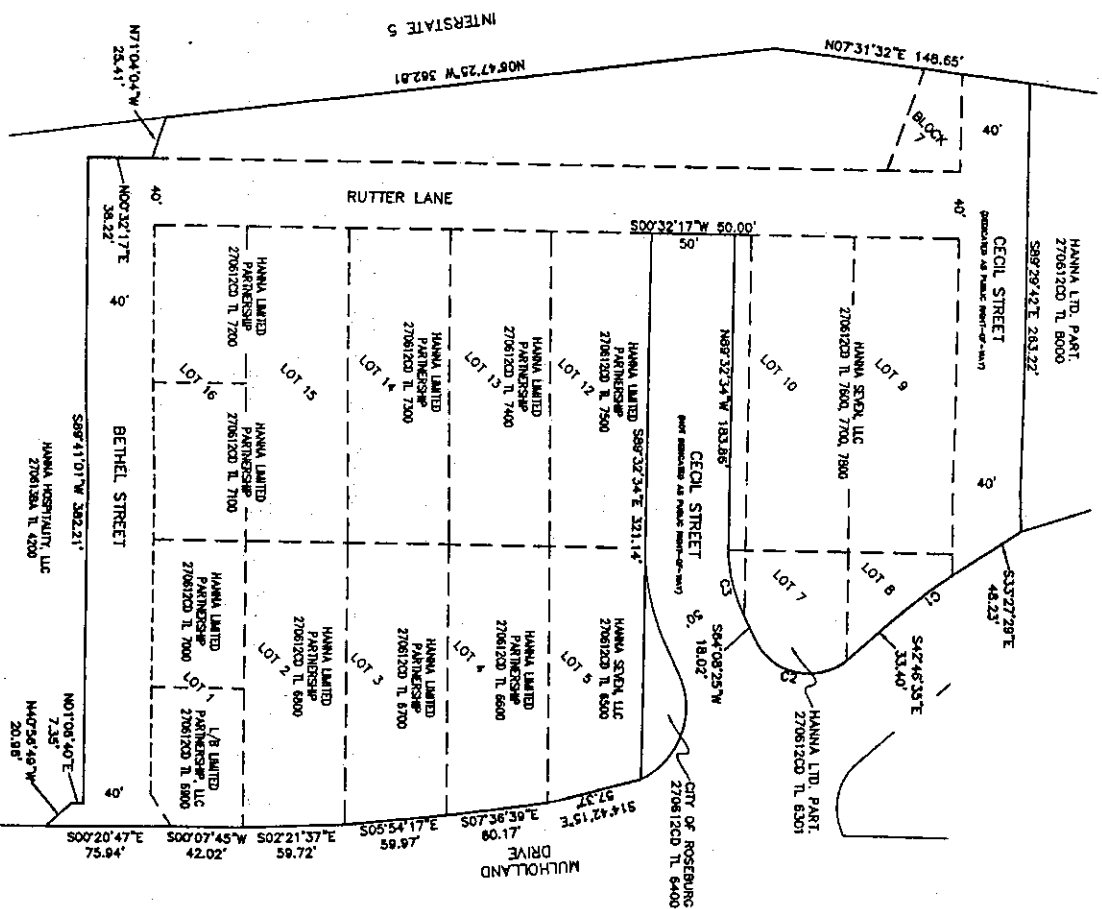 INTERSTATE 5
N71°04'04"W
25.41'
N06°47'25"W 362.81
N07°31'32"E 148.65'
BLOCK
7
40'
HANNA LTD. PART.
270612CD TL 8000
S89°29'42"E 263.22'
CECIL STREET
(DEDICATED AS PUBLIC RIGHT-OF-WAY)
40'
40'
RUTTER LANE
N00°32'17"E
38.22'
40'
40'
S00°32'17"W 50.00'
50'
HANNA LIMITED
PARTNERSHIP
270612CD TL 7200
LOT 16
HANNA LIMITED
PARTNERSHIP
270612CD TL 7100
LOT 15
HANNA LIMITED
PARTNERSHIP
270612CD TL 7300
LOT 14
HANNA LIMITED
PARTNERSHIP
270612CD TL 7400
LOT 13
HANNA LIMITED
PARTNERSHIP
270612CD TL 7500
LOT 12
S89°32'34"E 321.14'
N89°32'34"W 183.86'
CECIL STREET
(NOT DEDICATED AS PUBLIC RIGHT-OF-WAY)
50'
LOT 10
HANNA SEVEN, LLC
270612CD TL 7600, 7700, 7800
LOT 9
LOT 8
LOT 7
C1
C2
C3
S33°27'29"E
48.23'
S42°46'35"E
33.40'
S84°08'25"W
18.02'
HANNA LTD. PART.
270612CD TL 6301
CITY OF ROSEBURG
270612CD TL 6400
BETHEL STREET
S89°41'01"W 382.21'
HANNA HOSPITALITY, LLC
270613BA TL 4200
HANNA LIMITED
PARTNERSHIP
270612CD TL 7000
LOT 1
L/B LIMITED
PARTNERSHIP, LLC
270612CD TL 6900
LOT 2
HANNA LIMITED
PARTNERSHIP
270612CD TL 6800
LOT 3
HANNA LIMITED
PARTNERSHIP
270612CD TL 6700
LOT 4
HANNA LIMITED
PARTNERSHIP
270612CD TL 6600
LOT 5
HANNA SEVEN, LLC
270612CD TL 6500
N01°08'40"E
7.35'
N40°56'49"W
20.98'
40'
S00°20'47"E
75.94'
S00°07'45"W
42.02'
S02°21'37"E
59.72'
S05°54'17"E
59.97'
S07°36'39"E
60.17'
S14°42'15"E
57.37'
MULHOLLAND
DRIVE